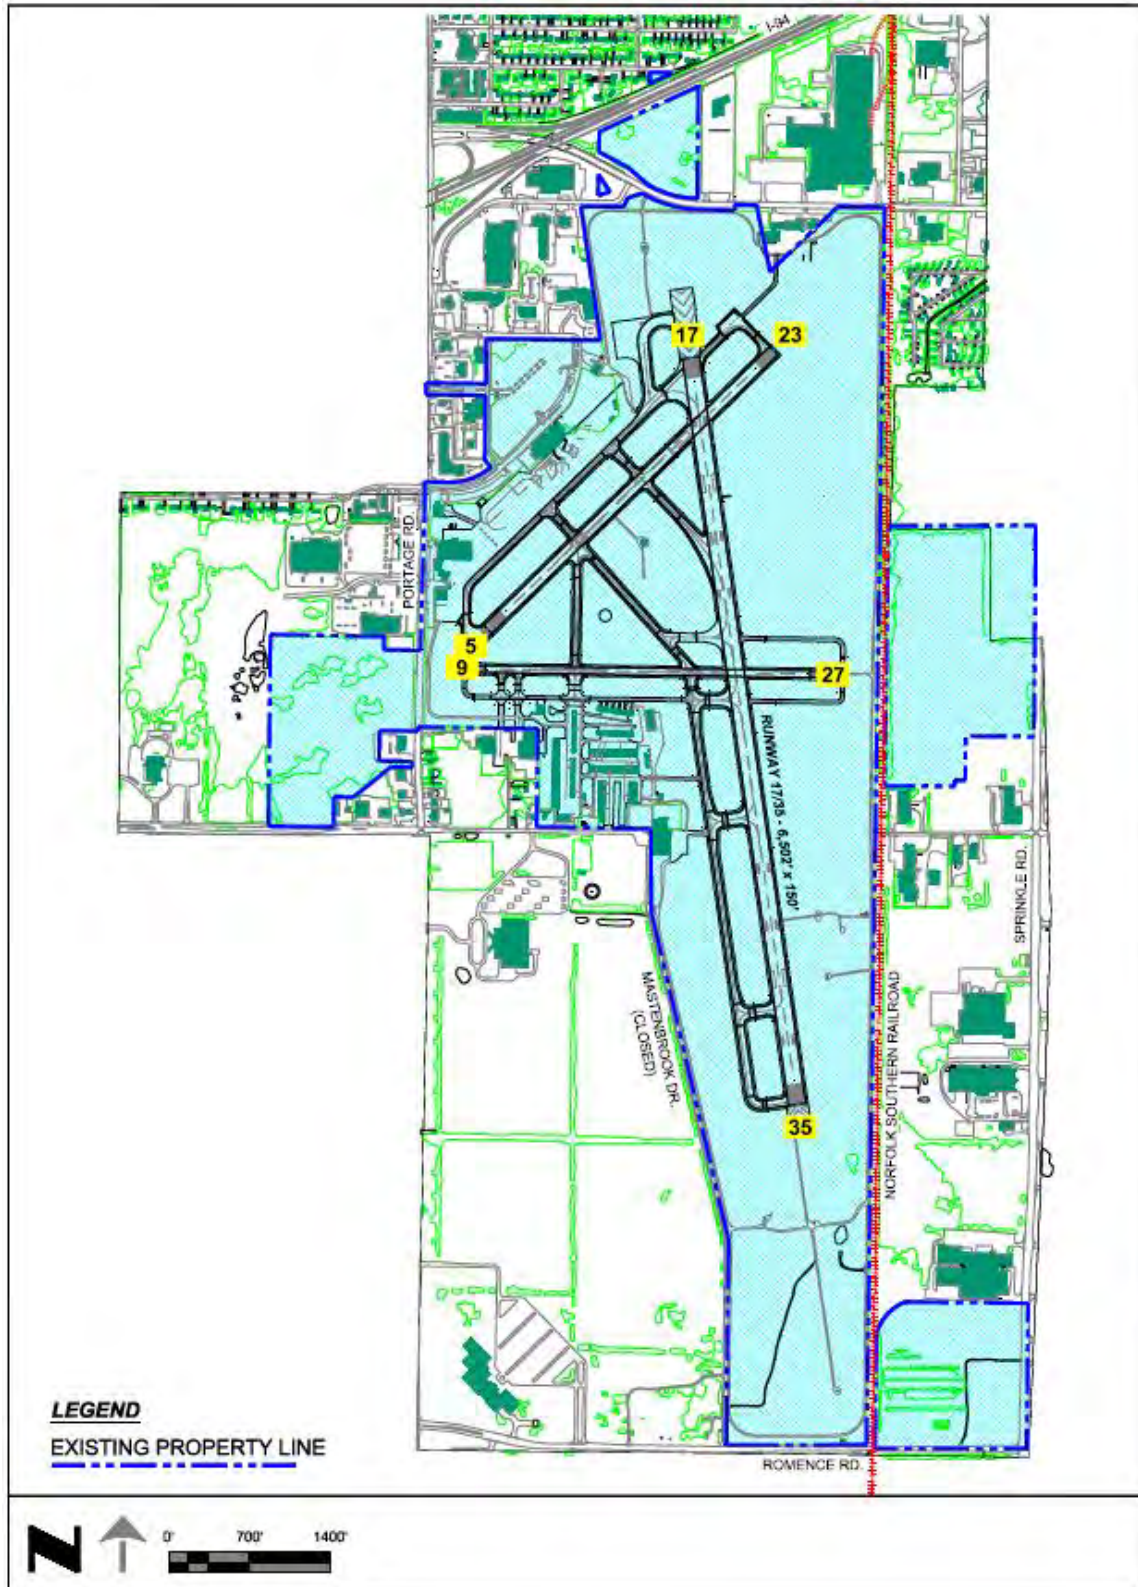 I-94
17
23
PORTAGE RD.
5
9
27
RUNWAY 17/35 - 6,502' x 150'
SPRINKLE RD.
MASTENBROOK DR.
(CLOSED)
NORFOLK SOUTHERN RAILROAD
35
LEGEND
EXISTING PROPERTY LINE
ROMENCE RD.
N
0'
700'
1400'